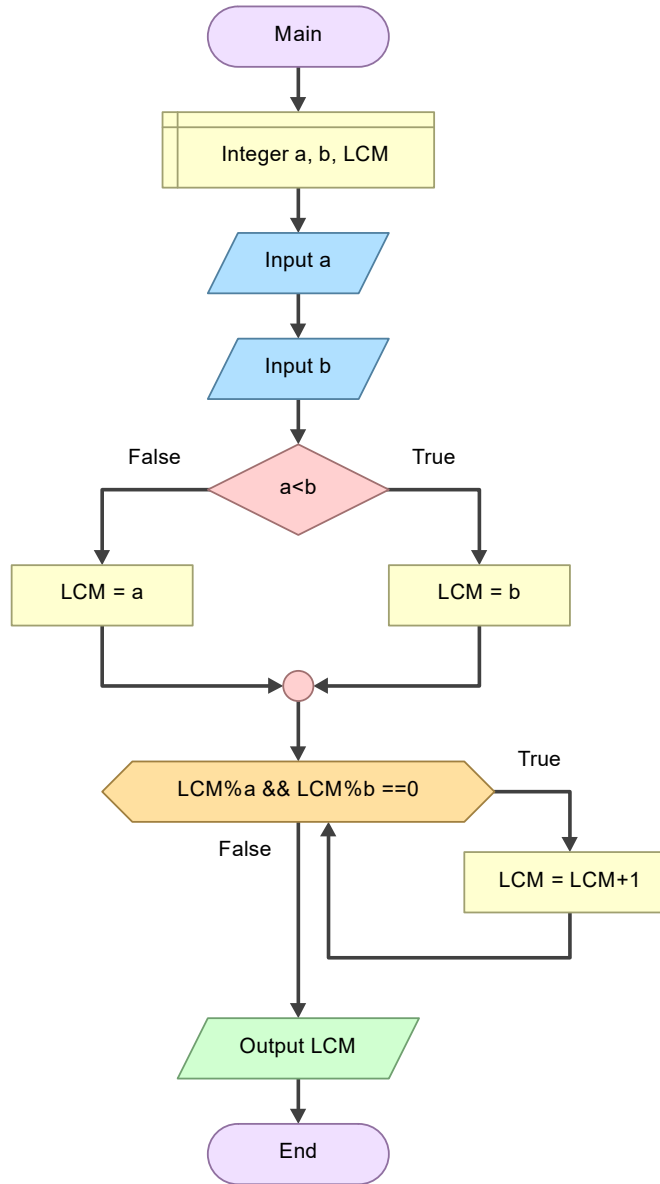 Main
Integer a, b, LCM
Input a
Input b
False
True
a<b
LCM = a
LCM = b
True
LCM%a && LCM%b ==0
False
LCM = LCM+1
Output LCM
End